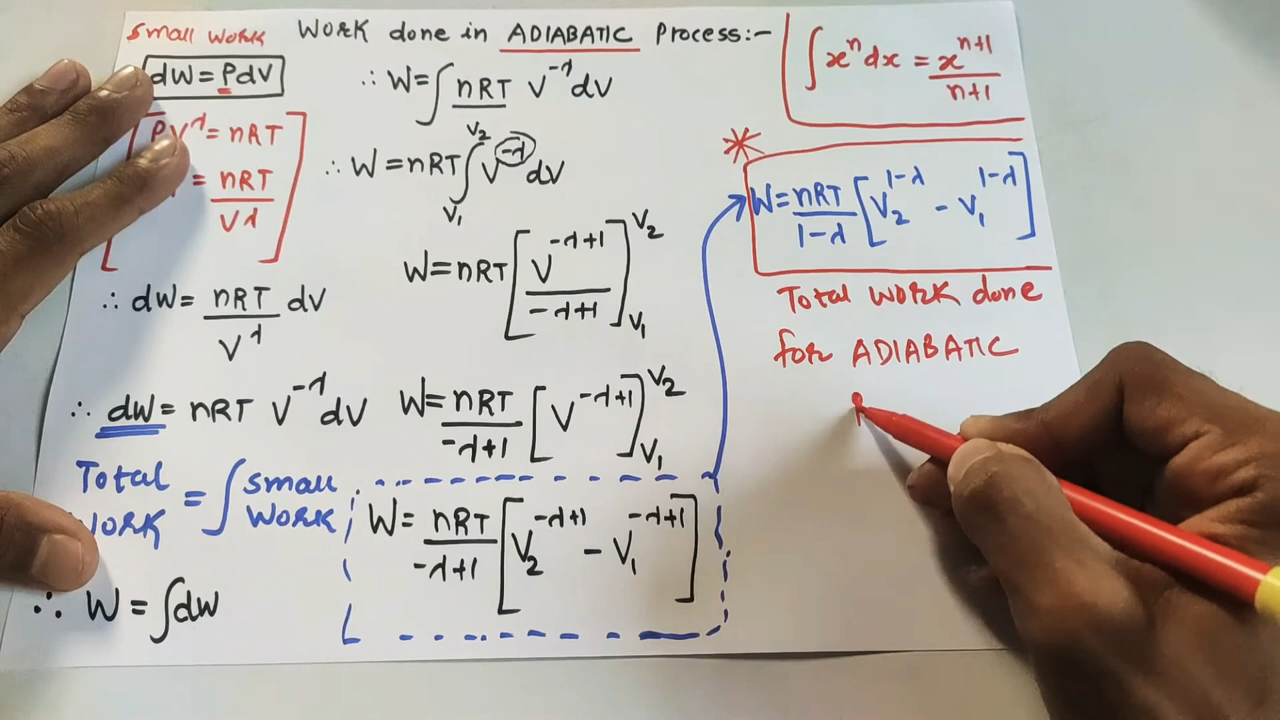 small work WORK done in ADIABATIC Process:-
dW = PdV
PV^λ = nRT
= nRT / V^λ
∴ dW = nRT / V^λ dV
∴ dW = nRT V^-λ dV
Total WORK = ∫ small WORK
∴ W = ∫dW
∴ W = ∫ nRT V^-λ dV
∴ W = nRT ∫_V1^V2 V^-λ dV
W = nRT [V^-λ+1 / -λ+1]_V1^V2
W = nRT / -λ+1 [V^-λ+1]_V1^V2
W = nRT / -λ+1 [V2^-λ+1 - V1^-λ+1]
∫x^n dx = x^n+1 / n+1
W = nRT / 1-λ [V2^1-λ - V1^1-λ]
Total WORK done
for ADIABATIC